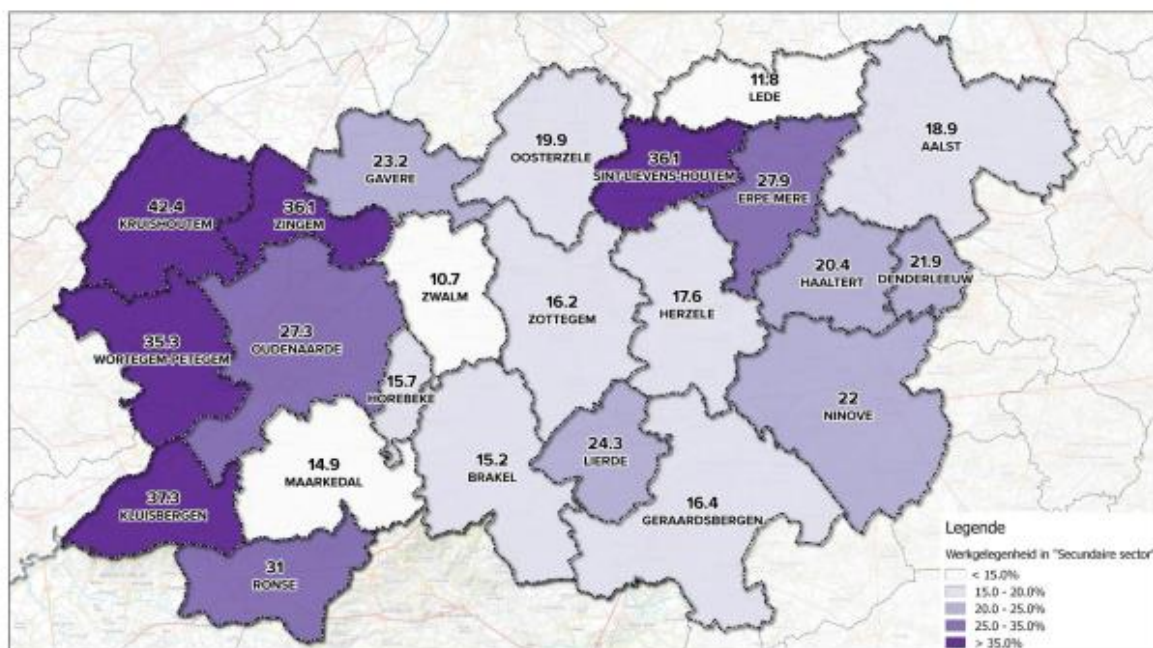 11.8
LEDE
18.9
AALST
19.9
OOSTERZELE
36.1
SINT-LIEVENS-HOUTEM
27.9
ERPE-MERE
23.2
GAVERE
42.4
KRUISHOUTEM
36.1
ZINGEM
20.4
HAALTERT
21.9
DENDERLEEUW
10.7
ZWALM
16.2
ZOTTEGEM
17.6
HERZELE
35.3
WORTEGEM-PETEGEM
27.3
OUDENAARDE
15.7
HOREBEKE
22
NINOVE
14.9
MAARKEDAL
15.2
BRAKEL
24.3
LIERDE
16.4
GERAARDSBERGEN
37.3
KLUISBERGEN
31
RONSE
Legende
Werkgelegenheid in "Secundaire sector"
< 15.0%
15.0 - 20.0%
20.0 - 25.0%
25.0 - 35.0%
> 35.0%